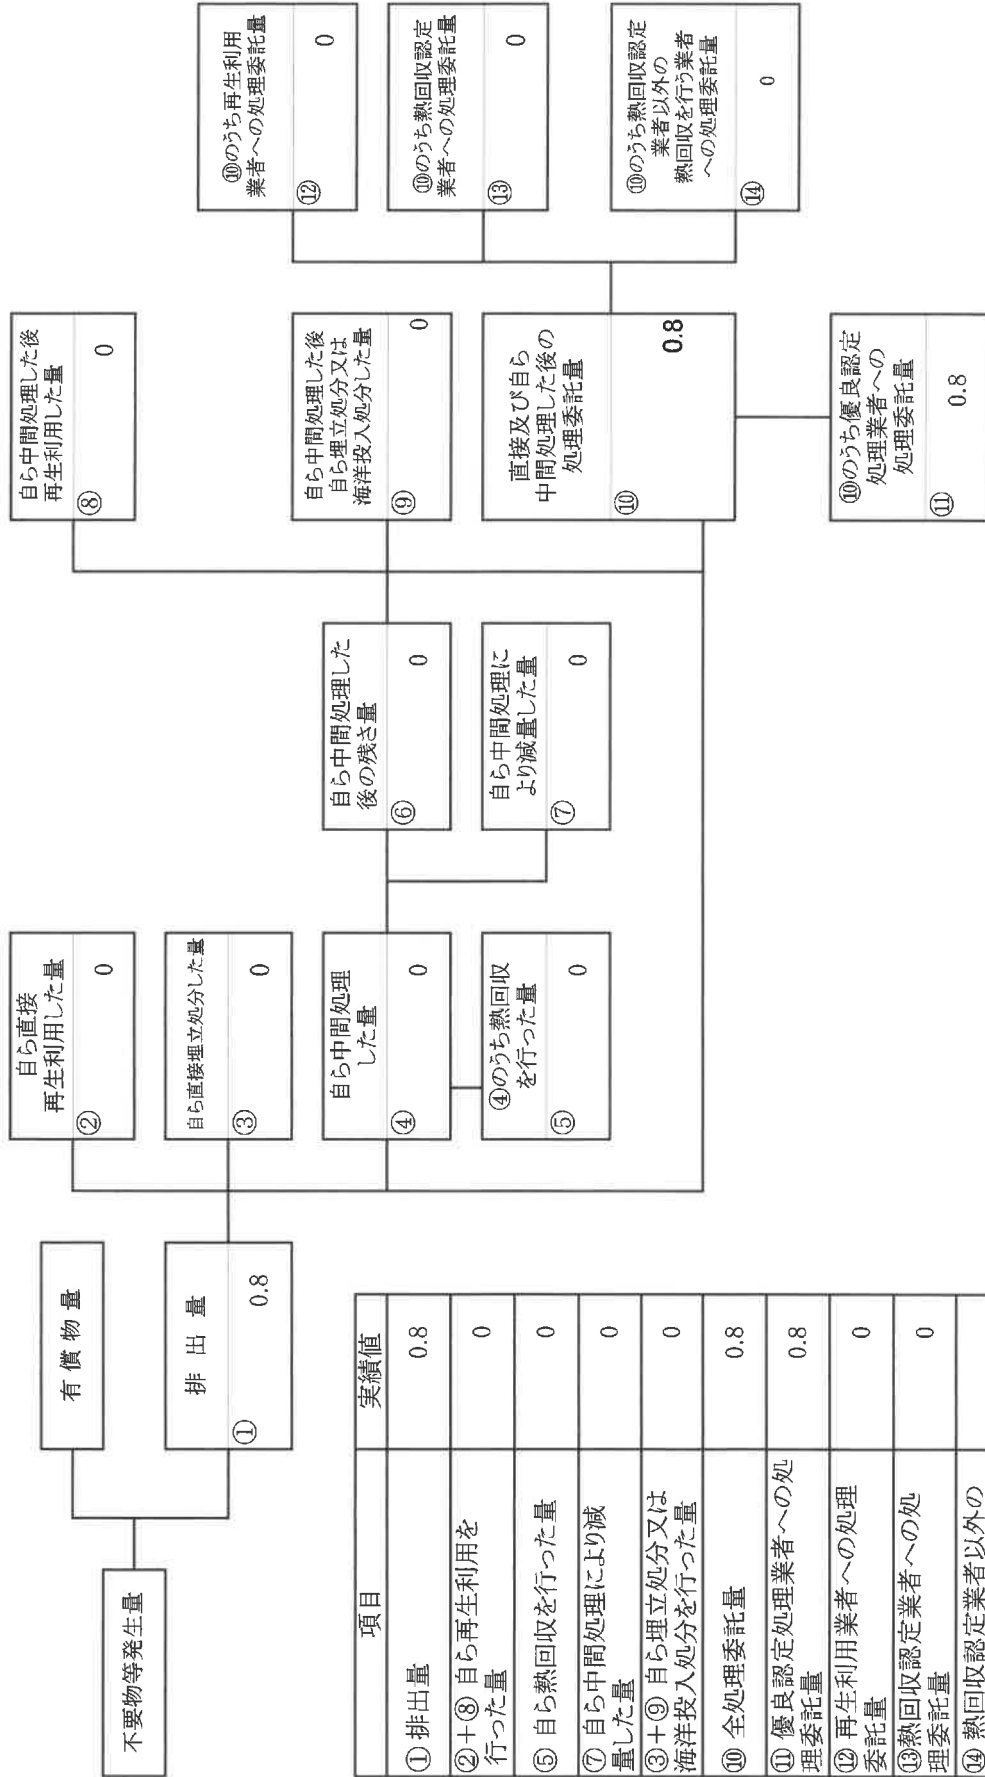 不要物等発生量
有償物量
排出量
①
0.8
自ら直接
再生利用した量
②
0
自ら直接埋立処分した量
③
0
自ら中間処理
した量
④
0
④のうち熱回収
を行った量
⑤
0
自ら中間処理した
後の残さ量
⑥
0
自ら中間処理に
より減量した量
⑦
0
自ら中間処理した後
再生利用した量
⑧
0
自ら中間処理した後
自ら埋立処分又は
海洋投入処分した量
⑨
0
直接及び自ら
中間処理した後の
処理委託量
⑩
0.8
⑩のうち優良認定
処理業者への
処理委託量
⑪
0.8
⑩のうち再生利用
業者への処理委託量
⑫
0
⑩のうち熱回収認定
業者への処理委託量
⑬
0
⑩のうち熱回収認定
業者以外の
熱回収を行う業者
への処理委託量
⑭
0
項目 実績値
①排出量 0.8
②＋⑧ 自ら再生利用を
行った量 0
⑤ 自ら熱回収を行った量 0
⑦ 自ら中間処理により減
量した量 0
③＋⑨ 自ら埋立処分又は
海洋投入処分を行った量 0
⑩ 全処理委託量 0.8
⑪ 優良認定処理業者への処
理委託量 0.8
⑫ 再生利用業者への処理
委託量 0
⑬熱回収認定業者への処
理委託量 0
⑭ 熱回収認定業者以外の